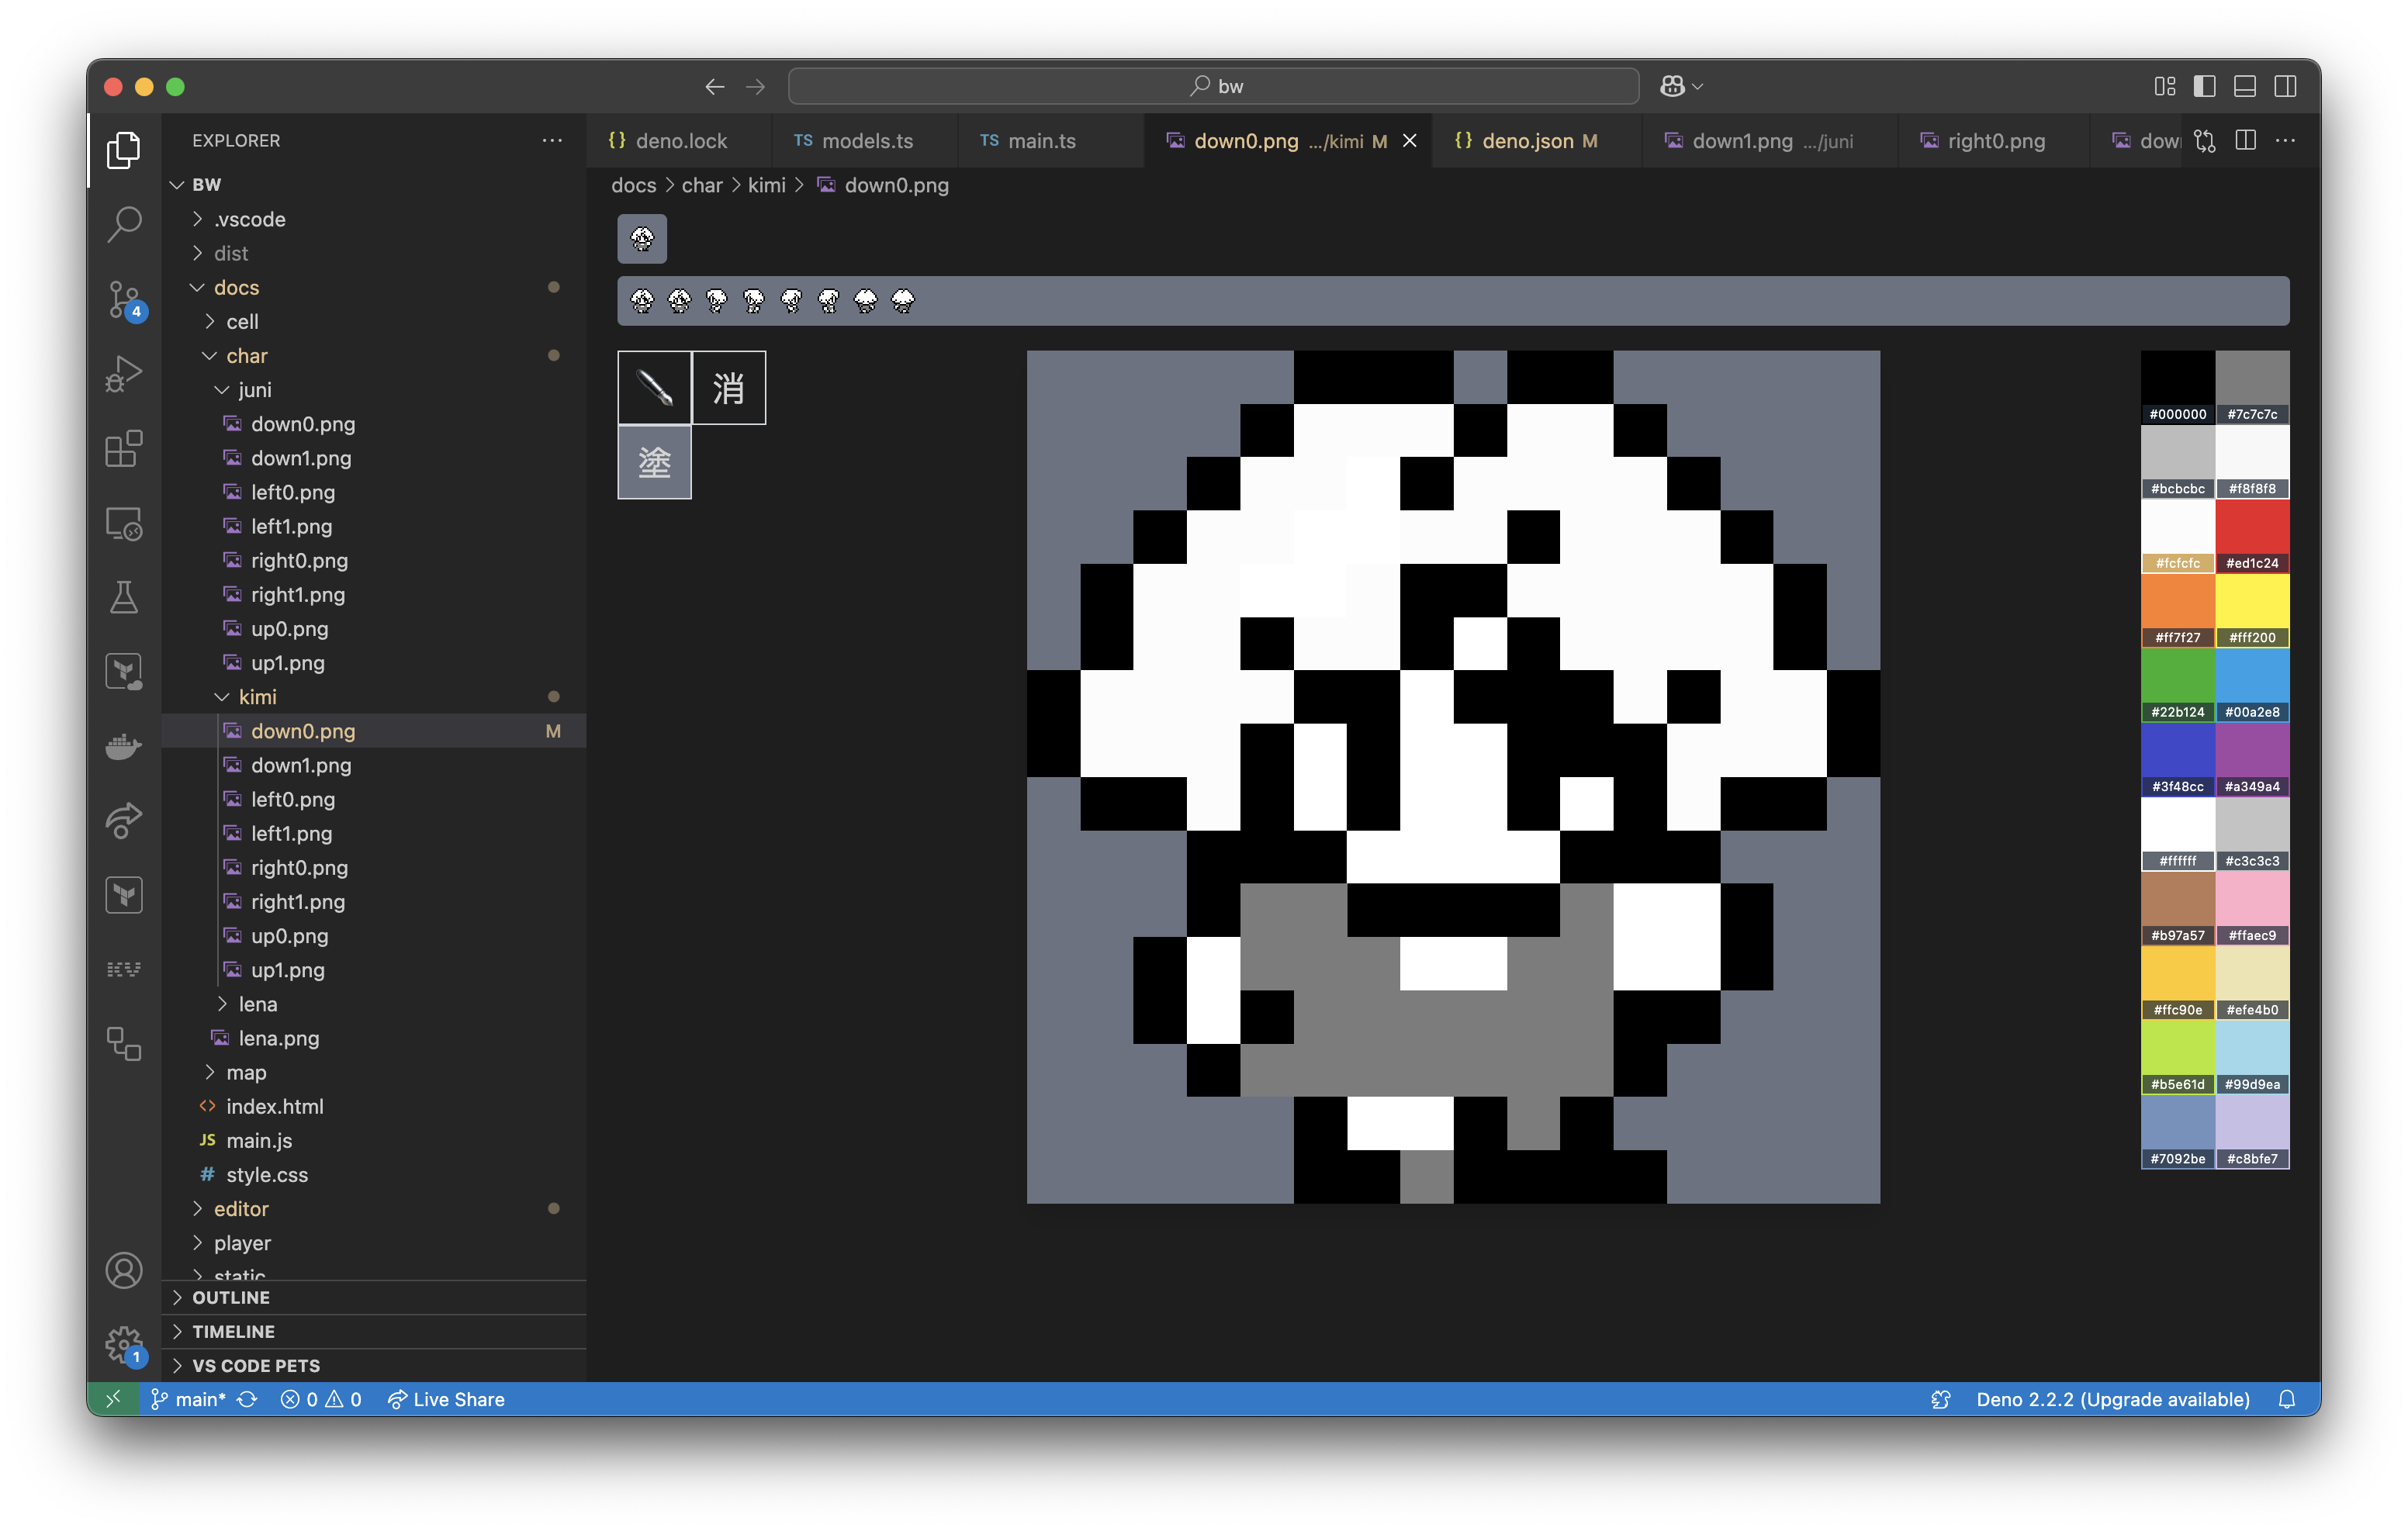 bw
EXPLORER
BW
.vscode
dist
docs
cell
char
juni
down0.png
down1.png
left0.png
left1.png
right0.png
right1.png
up0.png
up1.png
kimi
down0.png M
down1.png
left0.png
left1.png
right0.png
right1.png
up0.png
up1.png
lena
lena.png
map
<> index.html
JS main.js
# style.css
editor
player
static
OUTLINE
TIMELINE
VS CODE PETS
4
1
{} deno.lock
TS models.ts
TS main.ts
down0.png .../kimi M
{} deno.json M
down1.png .../juni
right0.png
dow
docs > char > kimi > down0.png
消
塗
#000000 #7c7c7c
#bcbcbc #f8f8f8
#fcfcfc #ed1c24
#ff7f27 #fff200
#22b124 #00a2e8
#3f48cc #a349a4
#ffffff #c3c3c3
#b97a57 #ffaec9
#ffc90e #efe4b0
#b5e61d #99d9ea
#7092be #c8bfe7
main* 0 0 Live Share
Deno 2.2.2 (Upgrade available)